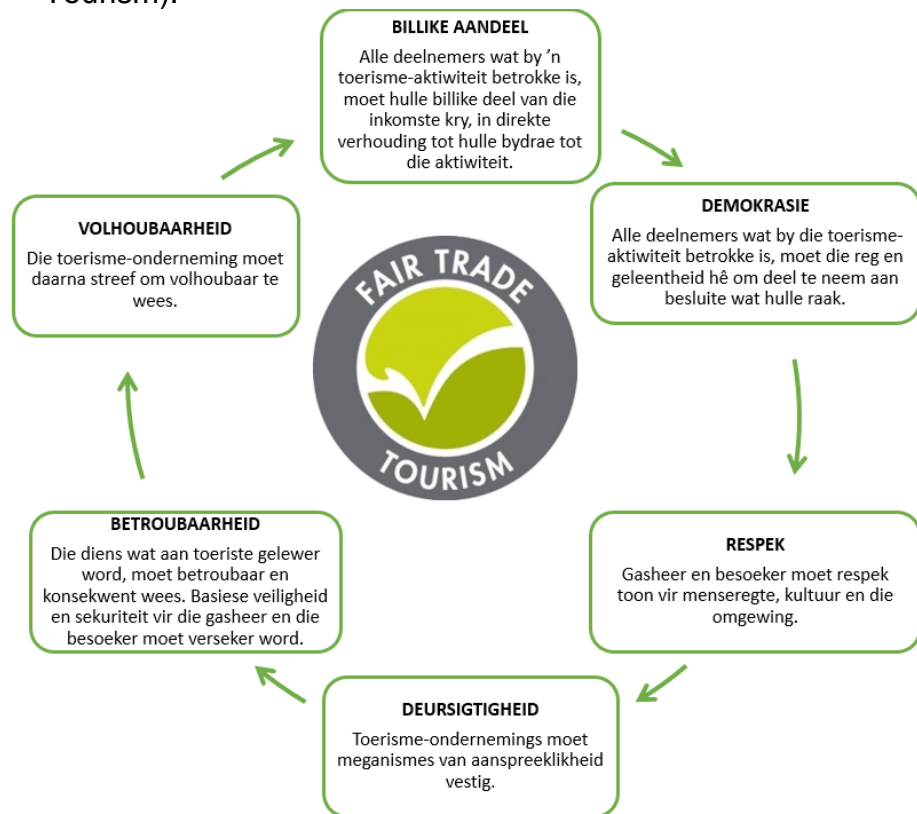 Tourism).
BILLIKE AANDEEL
Alle deelnemers wat by ’n
toerisme-aktiwiteit betrokke is,
moet hulle billike deel van die
inkomste kry, in direkte
verhouding tot hulle bydrae tot
die aktiwiteit.
DEMOKRASIE
Alle deelnemers wat by die toerisme-
aktiwiteit betrokke is, moet die reg en
geleentheid hê om deel te neem aan
besluite wat hulle raak.
RESPEK
Gasheer en besoeker moet respek
toon vir menseregte, kultuur en die
omgewing.
DEURSIGTIGHEID
Toerisme-ondernemings moet
meganismes van aanspreeklikheid
vestig.
BETROUBAARHEID
Die diens wat aan toeriste gelewer
word, moet betroubaar en
konsekwent wees. Basiese veiligheid
en sekuriteit vir die gasheer en die
besoeker moet verseker word.
VOLHOUBAARHEID
Die toerisme-onderneming moet
daarna streef om volhoubaar te
wees.
FAIR TRADE
TOURISM